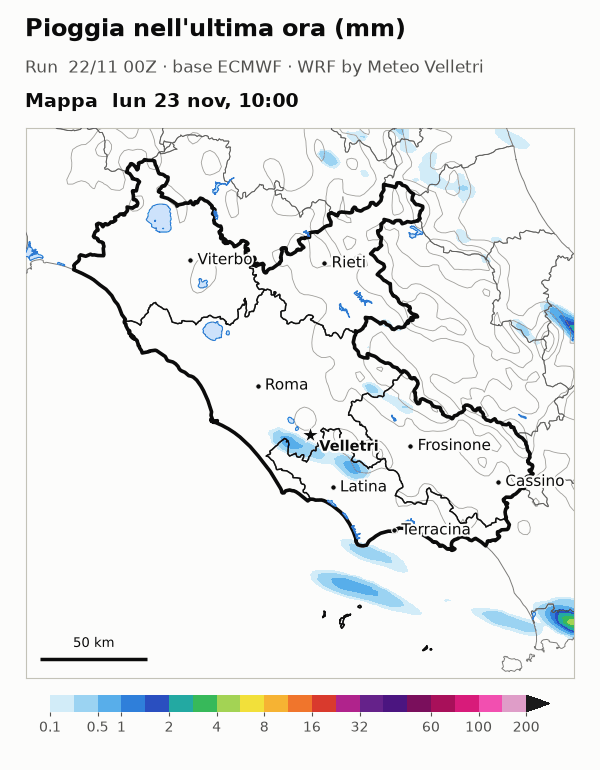 Pioggia nell'ultima ora (mm)
Run  22/11 00Z · base ECMWF · WRF by Meteo Velletri
Mappa  lun 23 nov, 10:00
Viterbo
Rieti
Roma
Velletri
Frosinone
Latina
Cassino
Terracina
50 km
0.1 0.5 1 2 4 8 16 32 60 100 200